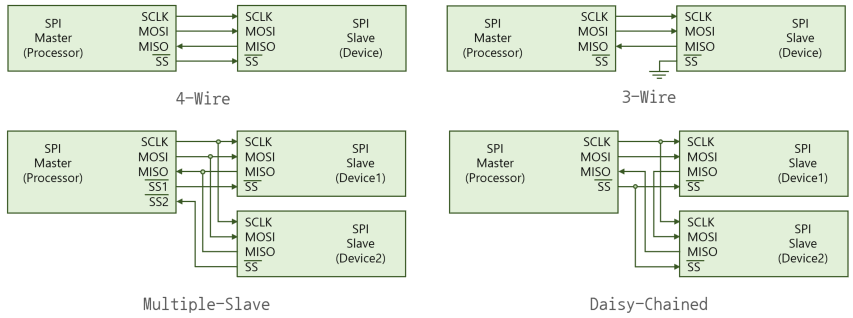 SPI
Master
(Processor)
SCLK
MOSI
MISO
SS
SCLK
MOSI
MISO
SS
SPI
Slave
(Device)
4-Wire
SPI
Master
(Processor)
SCLK
MOSI
MISO
SS
SCLK
MOSI
MISO
SS
SPI
Slave
(Device)
3-Wire
SPI
Master
(Processor)
SCLK
MOSI
MISO
SS1
SS2
SCLK
MOSI
MISO
SS
SPI
Slave
(Device1)
SCLK
MOSI
MISO
SS
SPI
Slave
(Device2)
Multiple-Slave
SPI
Master
(Processor)
SCLK
MOSI
MISO
SS
SCLK
MOSI
MISO
SS
SPI
Slave
(Device1)
SCLK
MOSI
MISO
SS
SPI
Slave
(Device2)
Daisy-Chained